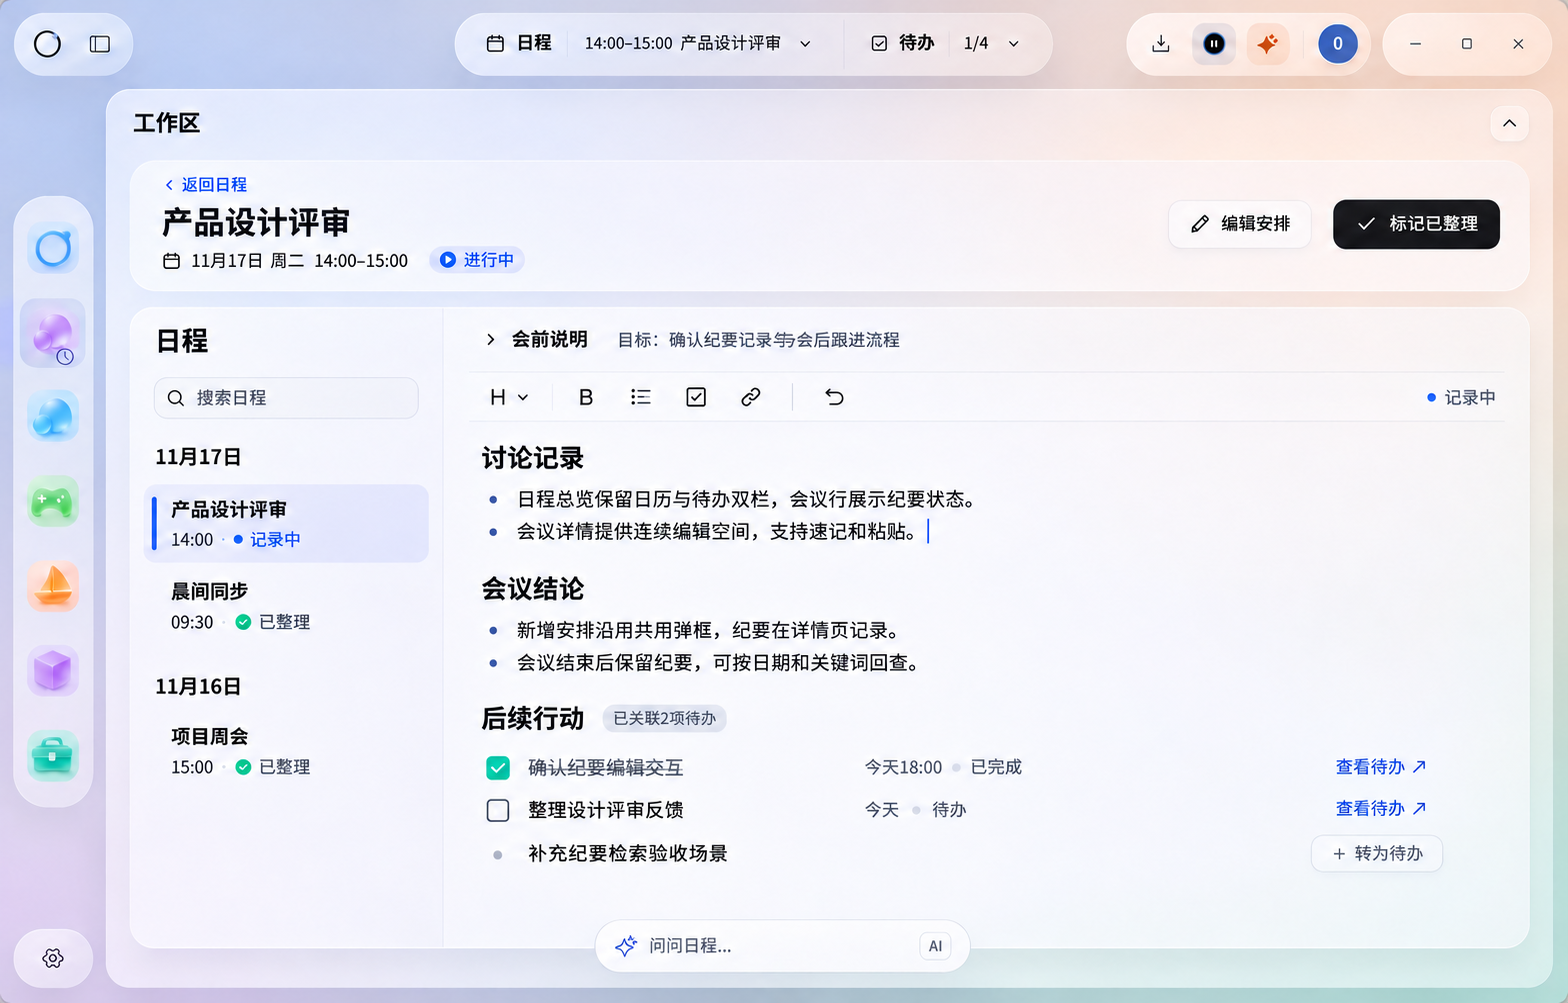 日程 14:00–15:00 产品设计评审 待办 1/4 0
工作区
返回日程
产品设计评审
编辑安排 标记已整理
11月17日 周二 14:00–15:00 进行中
日程
搜索日程
11月17日
产品设计评审
14:00 · 记录中
晨间同步
09:30 · 已整理
11月16日
项目周会
15:00 · 已整理
会前说明 目标：确认纪要记录与会后跟进流程
H B 记录中
讨论记录
日程总览保留日历与待办双栏，会议行展示纪要状态。
会议详情提供连续编辑空间，支持速记和粘贴。
会议结论
新增安排沿用共用弹框，纪要在详情页记录。
会议结束后保留纪要，可按日期和关键词回查。
后续行动 已关联2项待办
确认纪要编辑交互 今天18:00 已完成 查看待办
整理设计评审反馈 今天 待办 查看待办
补充纪要检索验收场景 转为待办
问问日程... AI